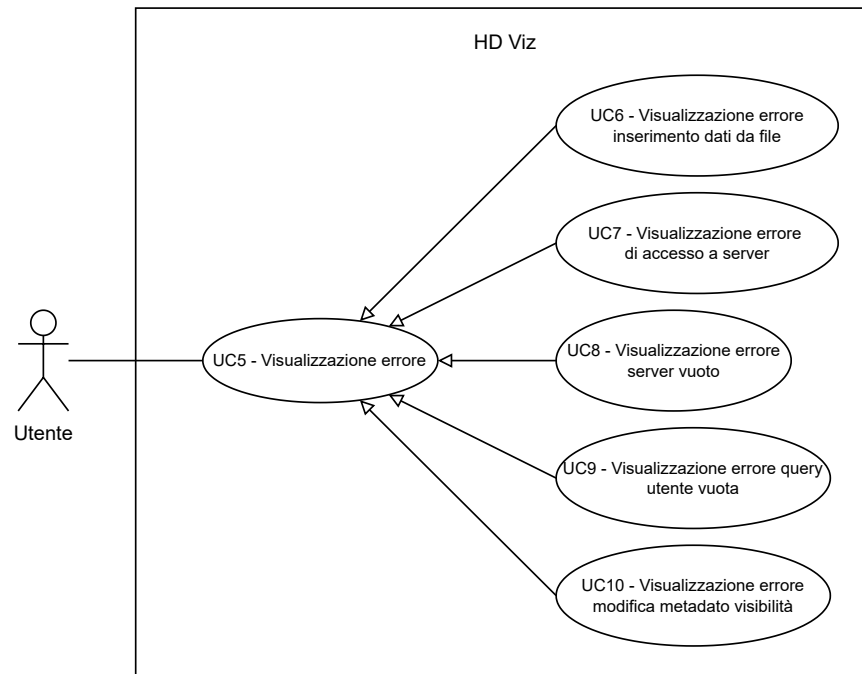 HD Viz
UC6 - Visualizzazione errore
inserimento dati da file
UC7 - Visualizzazione errore
di accesso a server
UC5 - Visualizzazione errore
UC8 - Visualizzazione errore
server vuoto
Utente
UC9 - Visualizzazione errore query
utente vuota
UC10 - Visualizzazione errore
modifica metadato visibilità